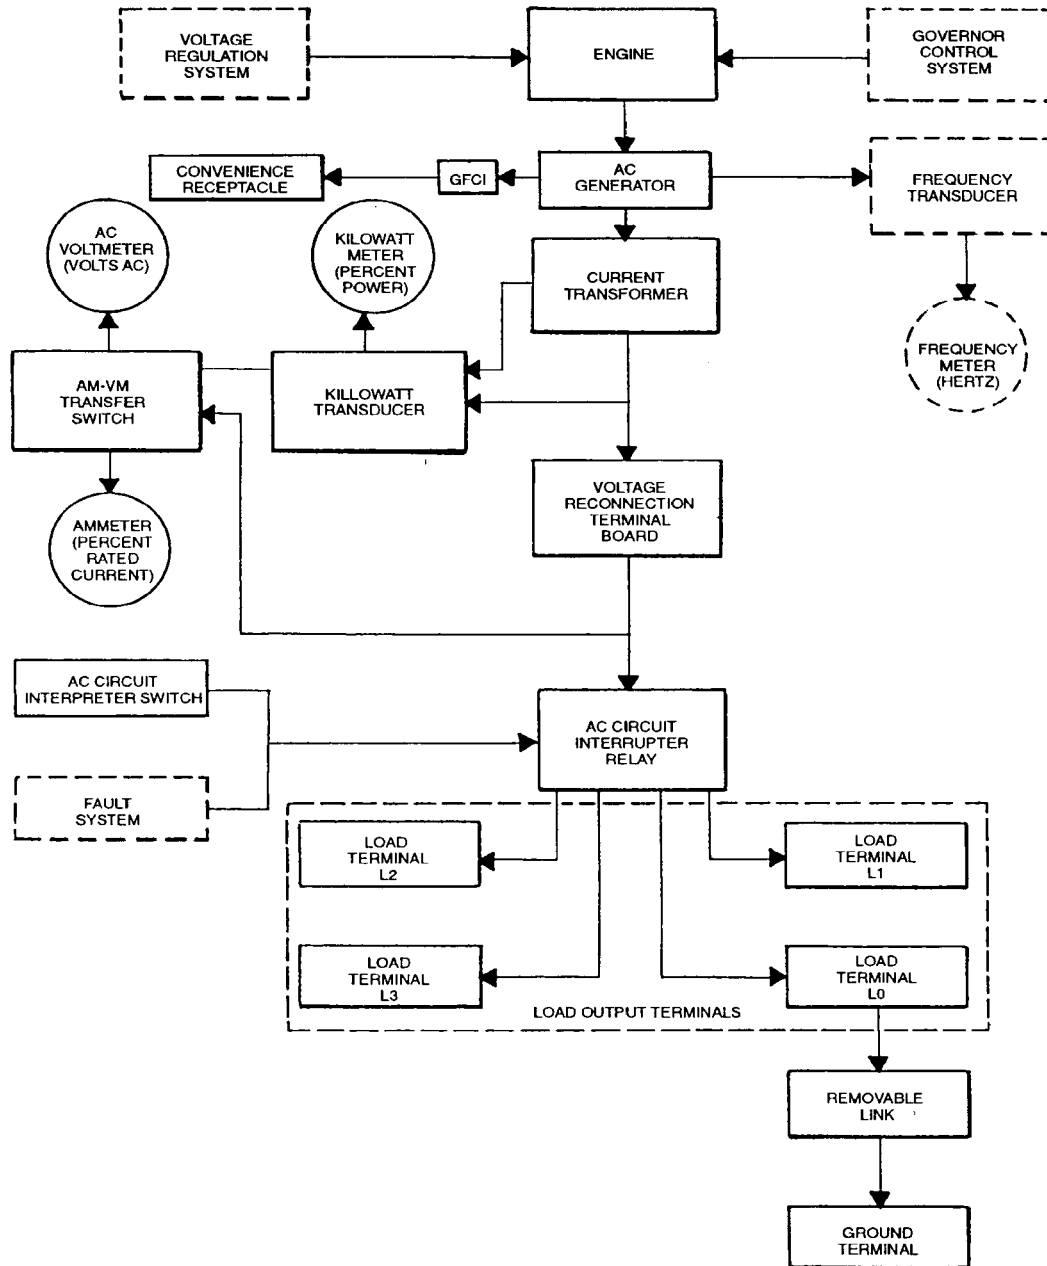 VOLTAGE
REGULATION
SYSTEM
ENGINE
GOVERNOR
CONTROL
SYSTEM
CONVENIENCE
RECEPTACLE
GFCI
AC
GENERATOR
FREQUENCY
TRANSDUCER
AC
VOLTMETER
(VOLTS AC)
KILOWATT
METER
(PERCENT
POWER)
CURRENT
TRANSFORMER
FREQUENCY
METER
(HERTZ)
AM-VM
TRANSFER
SWITCH
KILLOWATT
TRANSDUCER
AMMETER
(PERCENT
RATED
CURRENT)
VOLTAGE
RECONNECTION
TERMINAL
BOARD
AC CIRCUIT
INTERPRETER SWITCH
AC CIRCUIT
INTERRUPTER
RELAY
FAULT
SYSTEM
LOAD
TERMINAL
L2
LOAD
TERMINAL
L1
LOAD
TERMINAL
L3
LOAD
TERMINAL
L0
LOAD OUTPUT TERMINALS
REMOVABLE
LINK
GROUND
TERMINAL